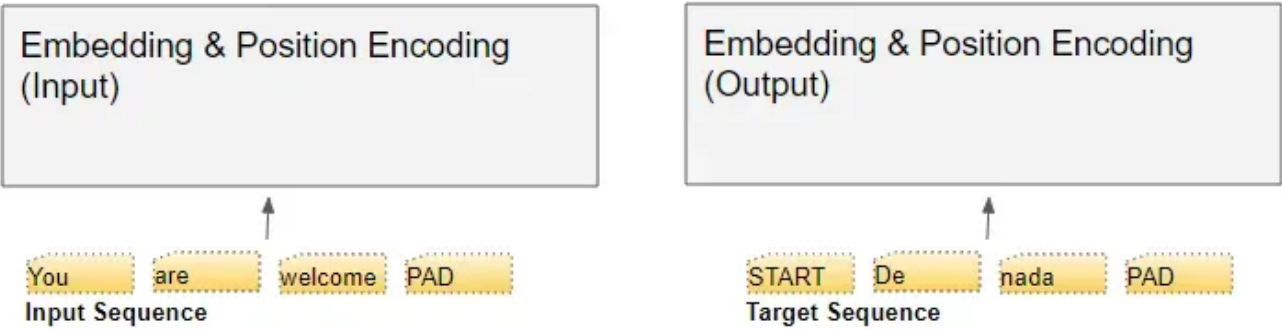 Embedding & Position Encoding
(Input)
You are welcome PAD
Input Sequence
Embedding & Position Encoding
(Output)
START De nada PAD
Target Sequence